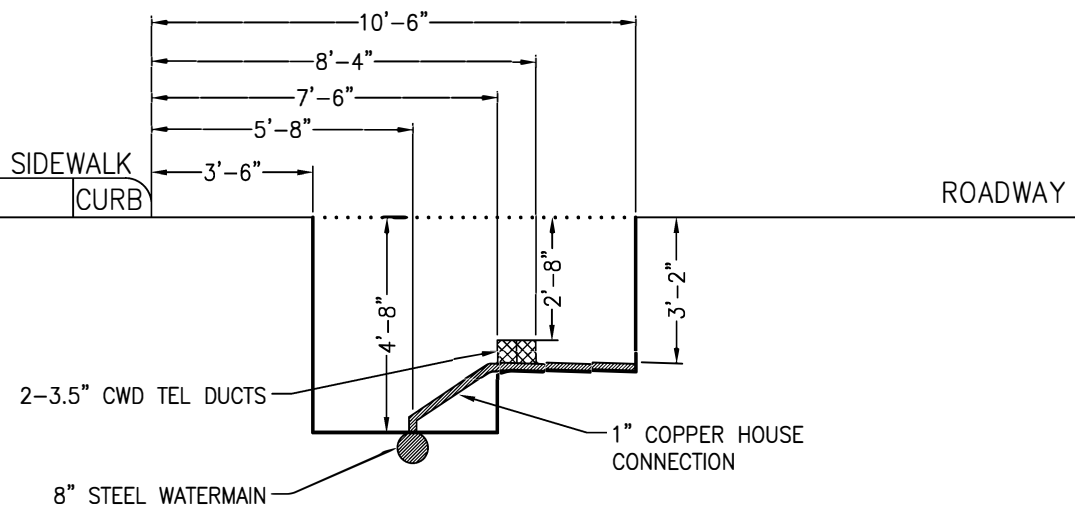 10'-6"
8'-4"
7'-6"
5'-8"
3'-6"
SIDEWALK
CURB
ROADWAY
4'-8"
2'-8"
3'-2"
2-3.5" CWD TEL DUCTS
1" COPPER HOUSE
CONNECTION
8" STEEL WATERMAIN